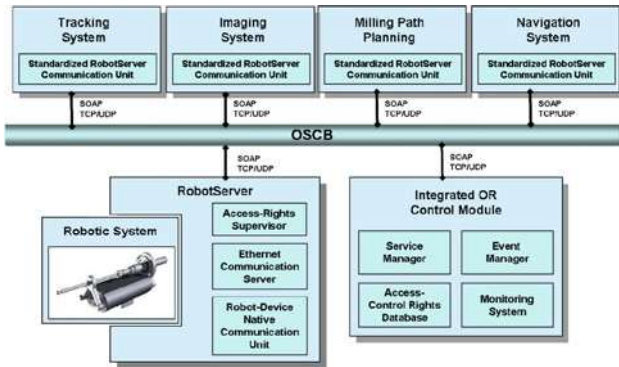 Tracking
System
Standardized RobotServer
Communication Unit
Imaging
System
Standardized RobotServer
Communication Unit
Milling Path
Planning
Standardized RobotServer
Communication Unit
Navigation
System
Standardized RobotServer
Communication Unit
SOAP
TCP/UDP
SOAP
TCP/UDP
SOAP
TCP/UDP
SOAP
TCP/UDP
OSCB
SOAP
TCP/UDP
SOAP
TCP/UDP
RobotServer
Robotic System
Access-Rights
Supervisor
Ethernet
Communication
Server
Robot-Device
Native
Communication
Unit
Integrated OR
Control Module
Service
Manager
Event
Manager
Access-
Control Rights
Database
Monitoring
System